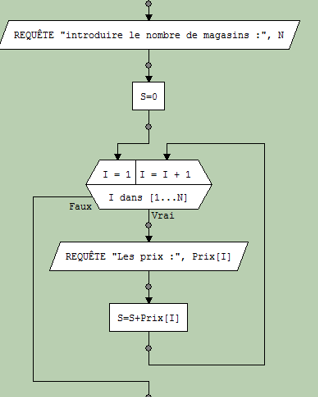 REQUÊTE "introduire le nombre de magasins :", N
S=0
I = 1 I = I + 1
I dans [1...N]
Faux
Vrai
REQUÊTE "Les prix :", Prix[I]
S=S+Prix[I]